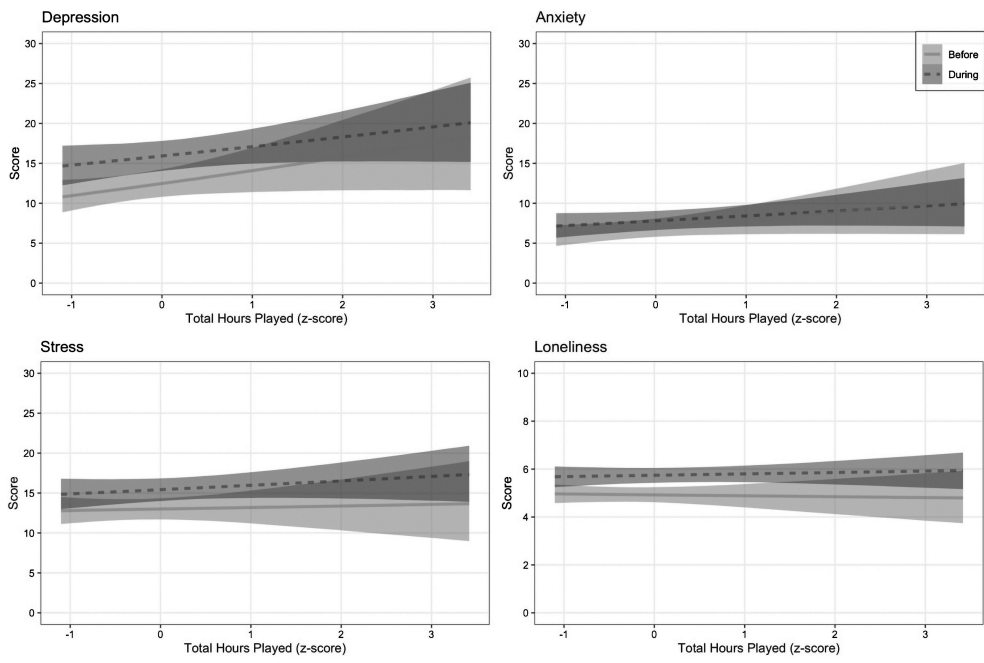 Depression
Score
30
25
20
15
10
5
0
-1 0 1 2 3
Total Hours Played (z-score)
Anxiety
Score
30
25
20
15
10
5
0
-1 0 1 2 3
Total Hours Played (z-score)
Before
During
Stress
Score
30
25
20
15
10
5
0
-1 0 1 2 3
Total Hours Played (z-score)
Loneliness
Score
10
8
6
4
2
0
-1 0 1 2 3
Total Hours Played (z-score)